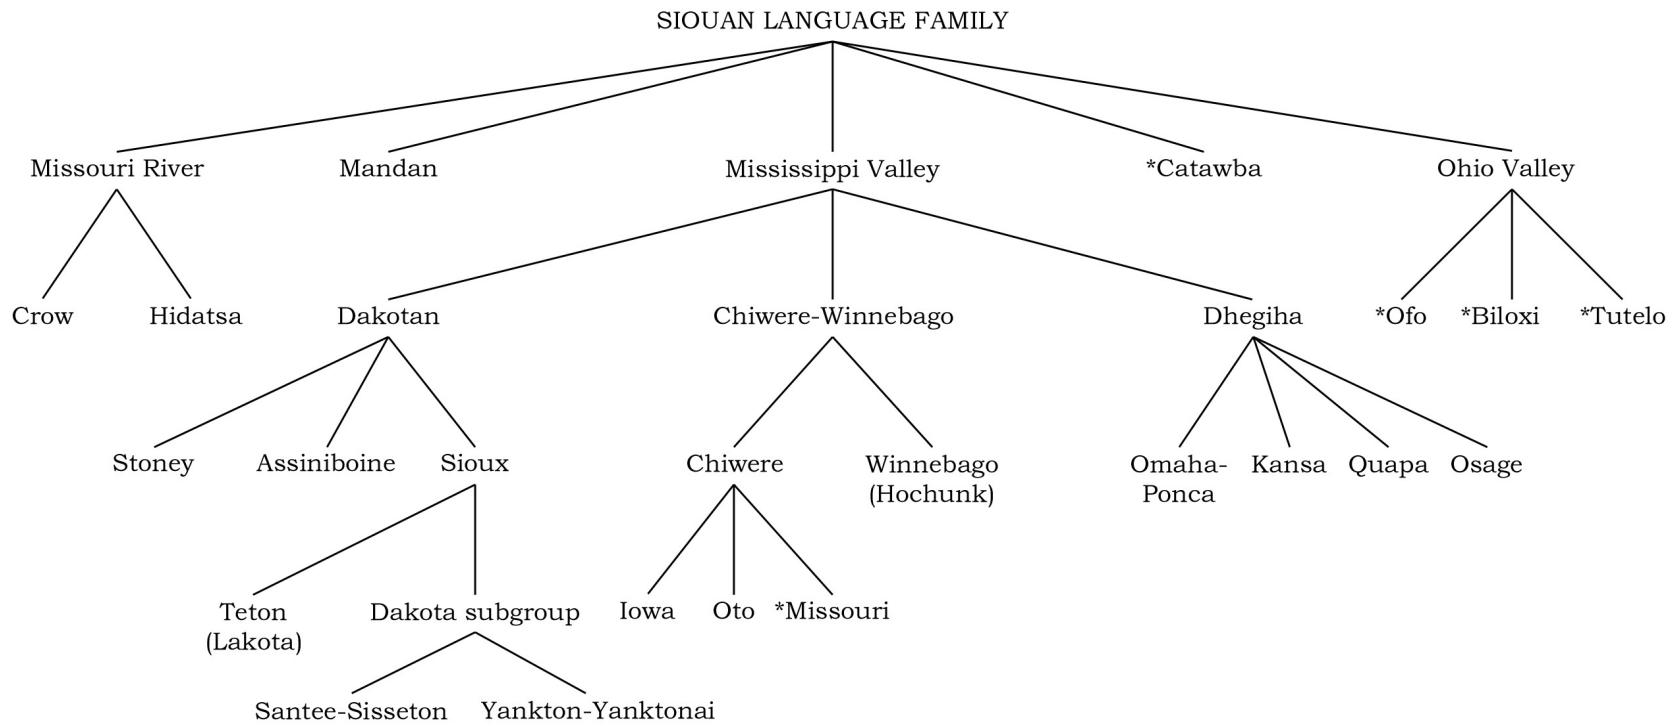 SIOUAN LANGUAGE FAMILY
Missouri River
Mandan
Mississippi Valley
*Catawba
Ohio Valley
Crow
Hidatsa
Dakotan
Chiwere-Winnebago
Dhegiha
*Ofo
*Biloxi
*Tutelo
Stoney
Assiniboine
Sioux
Chiwere
Winnebago
(Hochunk)
Omaha-
Ponca
Kansa
Quapa
Osage
Teton
(Lakota)
Dakota subgroup
Iowa
Oto
*Missouri
Santee-Sisseton
Yankton-Yanktonai